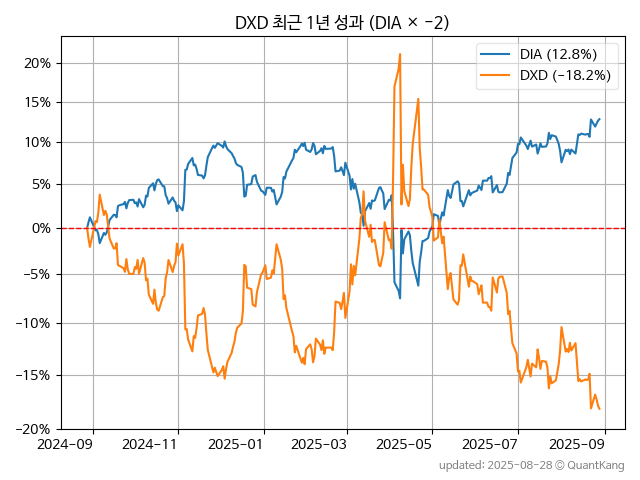 DXD 최근 1년 성과 (DIA × −2)
DIA (12.8%)
DXD (−18.2%)
20%
15%
10%
5%
0%
−5%
−10%
−15%
−20%
2024-09 2024-11 2025-01 2025-03 2025-05 2025-07 2025-09
updated: 2025-08-28 © QuantKang